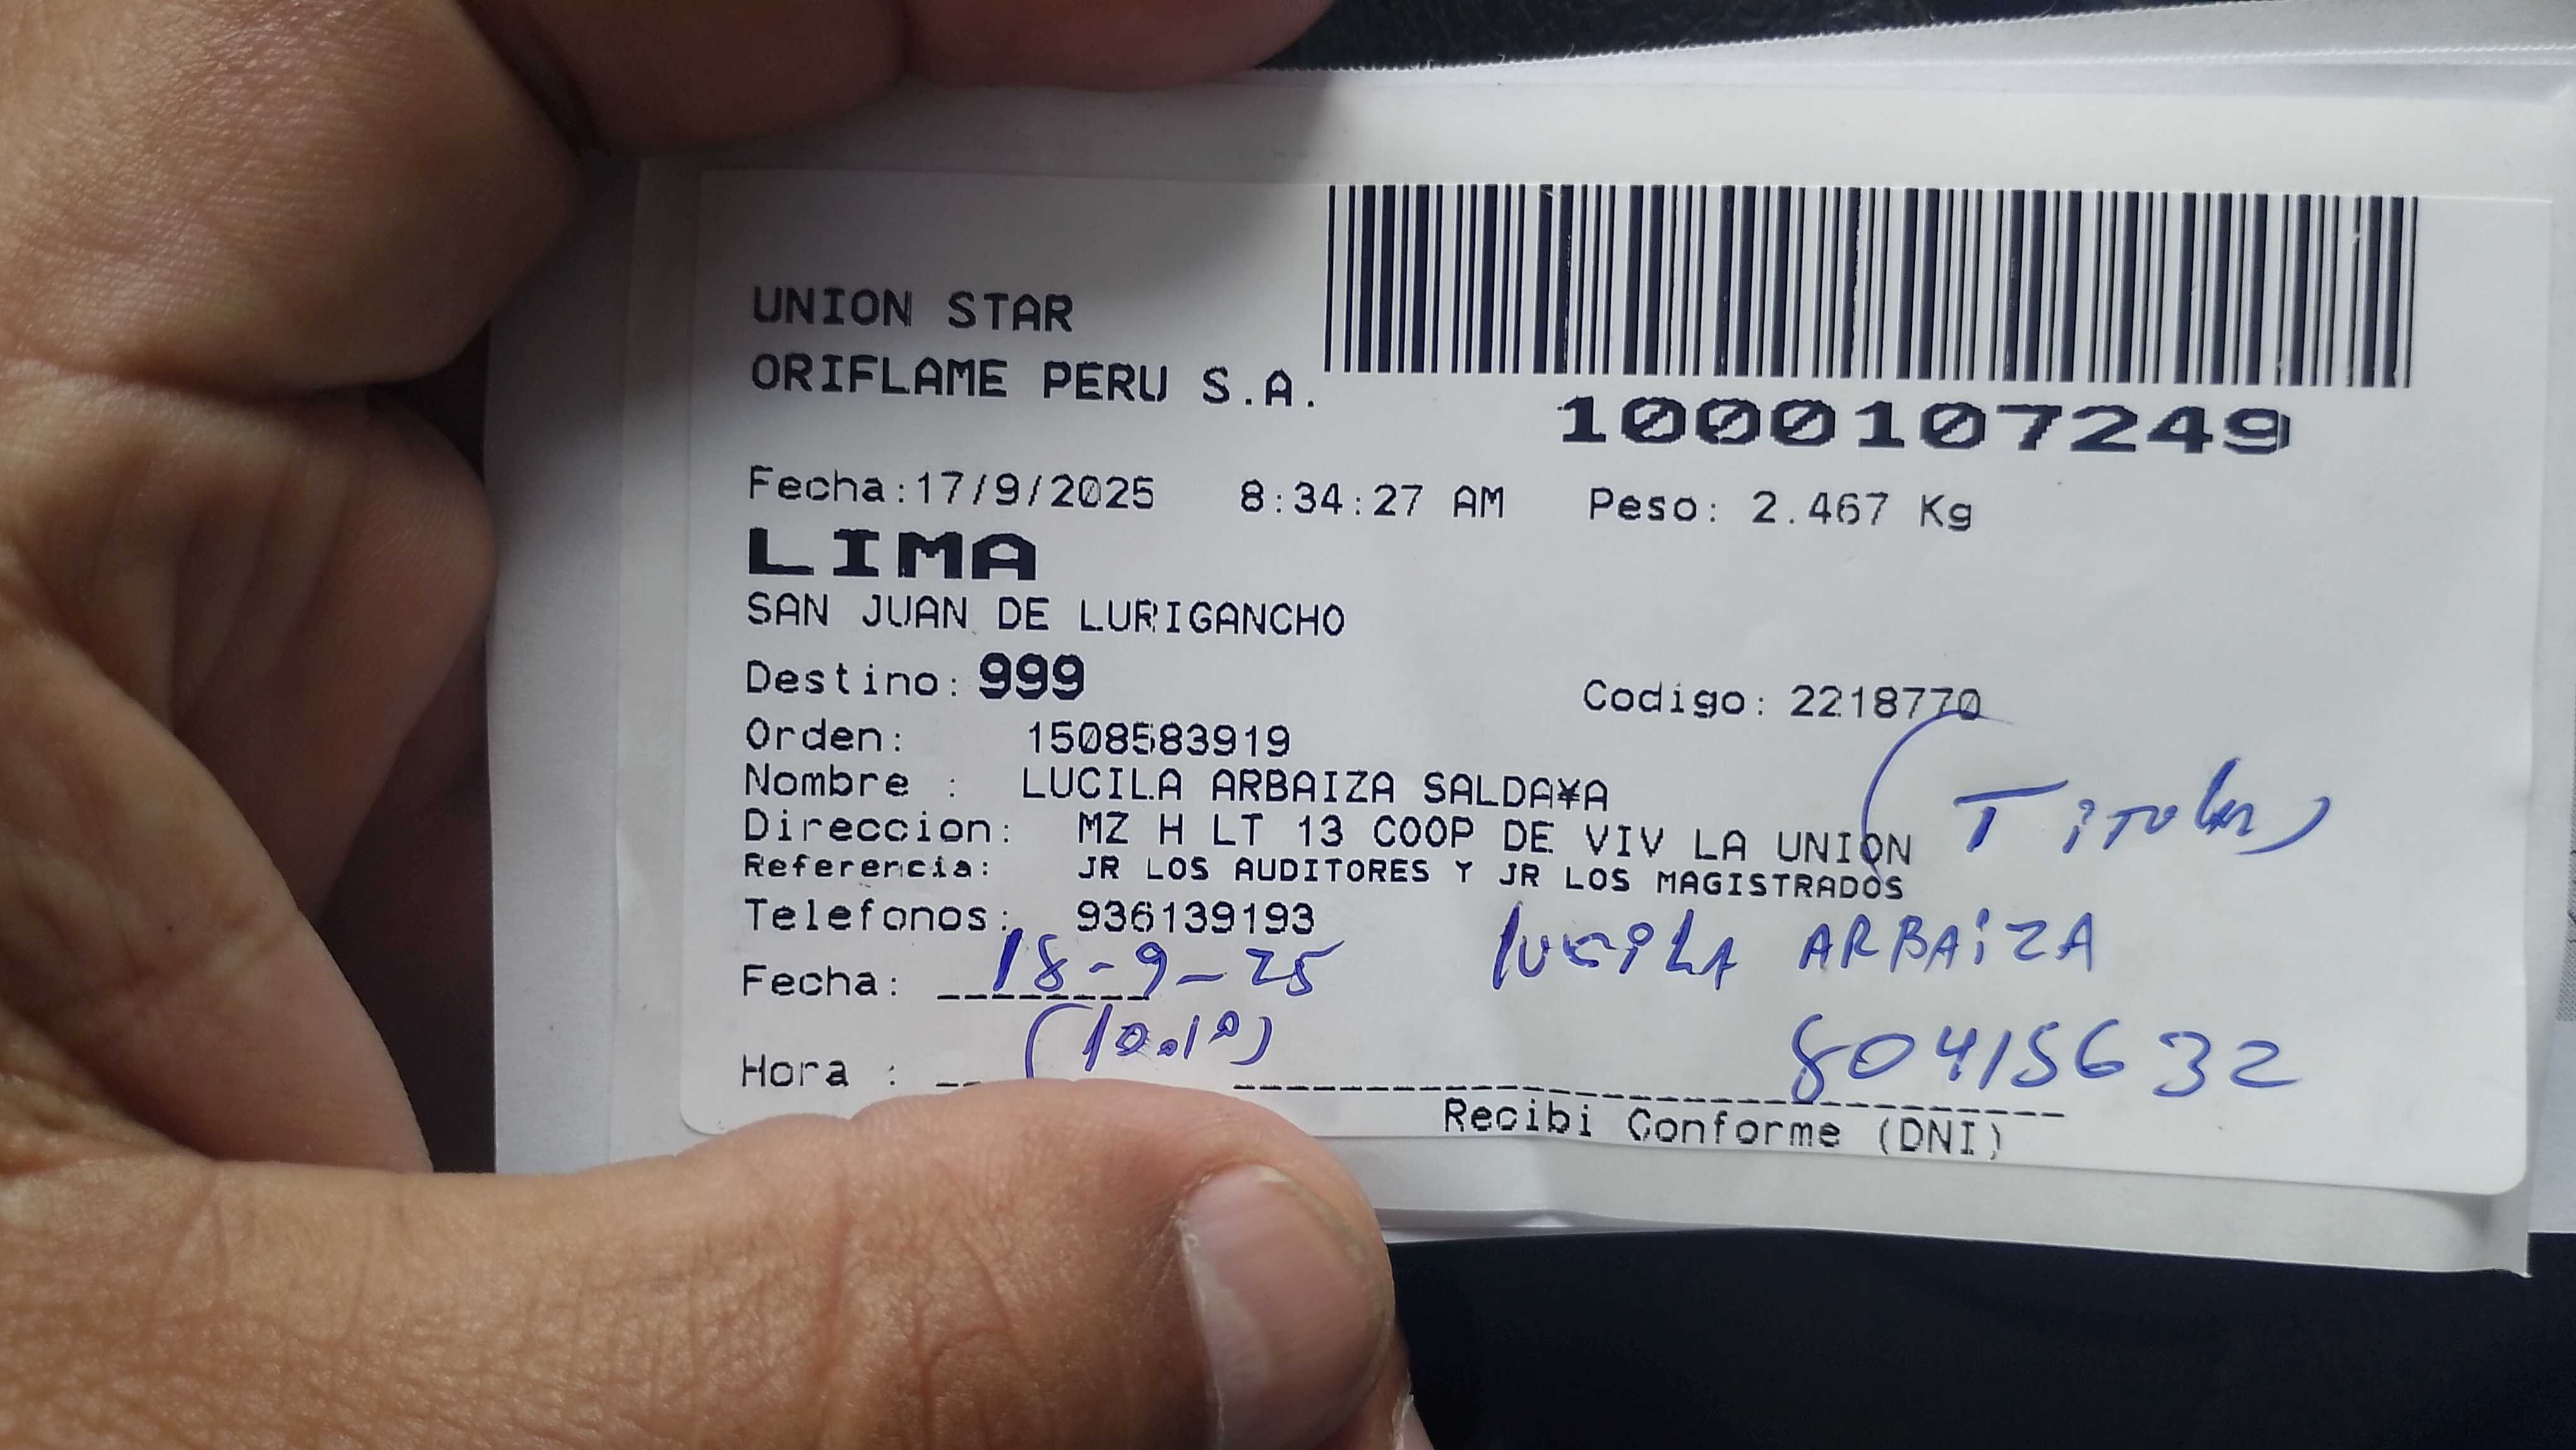 UNION STAR
ORIFLAME PERU S.A.
1000107249
Fecha:17/9/2025 8:34:27 AM Peso: 2.467 Kg
LIMA
SAN JUAN DE LURIGANCHO
Destino: 999 Codigo: 2218770
Orden: 1508583919
Nombre : LUCILA ARBAIZA SALDA¥A
(Titular)
Direccion: MZ H LT 13 COOP DE VIV LA UNION
Referencia: JR LOS AUDITORES Y JR LOS MAGISTRADOS
Telefonos: 936139193
LUCILA ARBAIZA
Fecha: 18-9-25
Hora : (10.10)
80415632
Recibi Conforme (DNI)